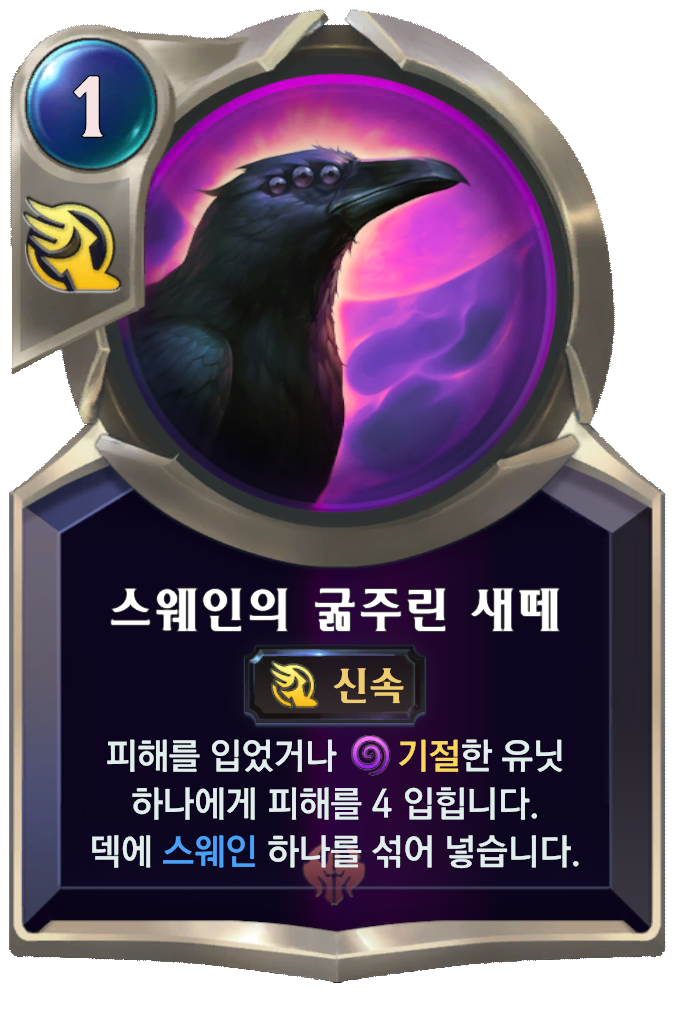 1
스웨인의 굶주린 새떼
신속
피해를 입었거나 기절한 유닛
하나에게 피해를 4 입힙니다.
덱에 스웨인 하나를 섞어 넣습니다.